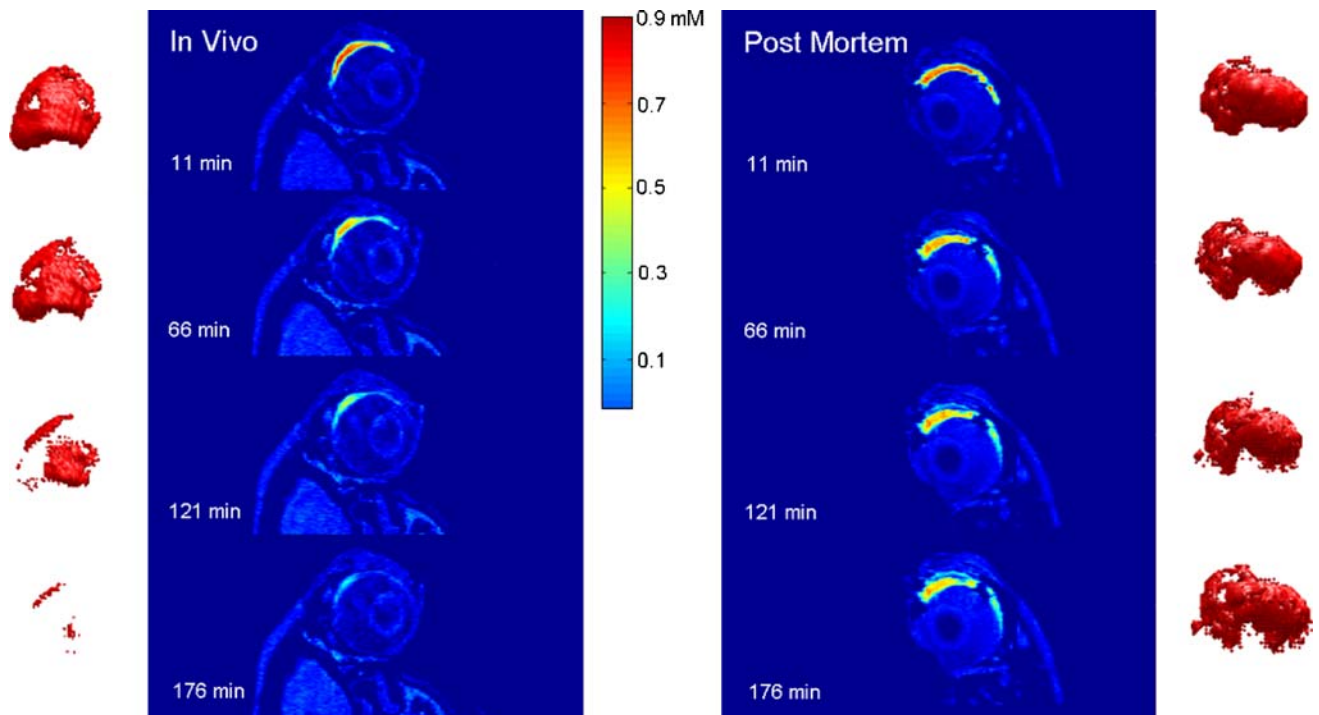 In Vivo
11 min
66 min
121 min
176 min
0.9 mM
0.7
0.5
0.3
0.1
Post Mortem
11 min
66 min
121 min
176 min